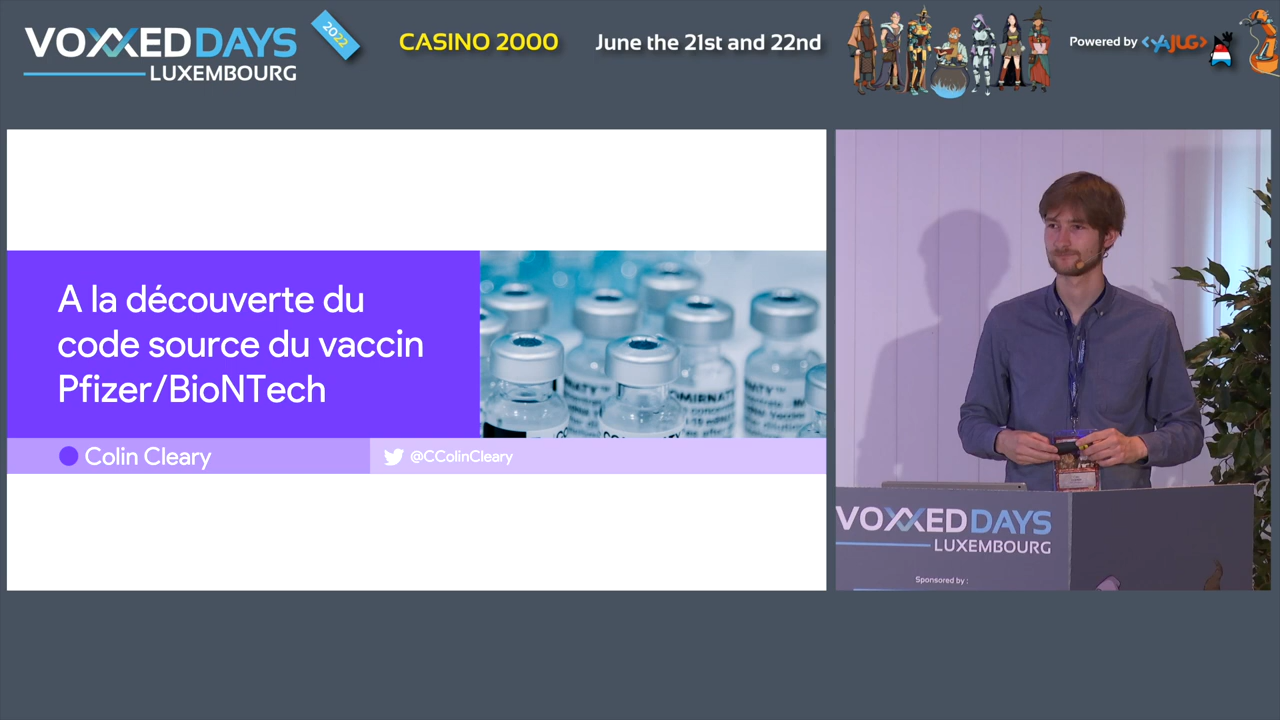 VOXXED DAYS
LUXEMBOURG
2022
CASINO 2000
June the 21st and 22nd
Powered by <YAJUG>
A la découverte du
code source du vaccin
Pfizer/BioNTech
Colin Cleary
@CColinCleary
VOXXED DAYS
LUXEMBOURG
Sponsored by :